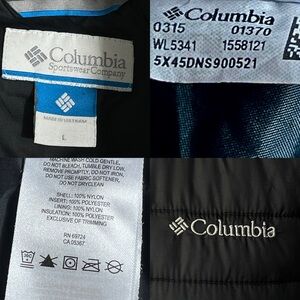 Columbia
Sportswear Company
MADE IN VIETNAM
L
Columbia
0315 01370
WL5341 1558121
5X45DNS900521
MACHINE WASH COLD GENTLE,
DO NOT BLEACH, TUMBLE DRY LOW,
REMOVE PROMPTLY, DO NOT IRON,
DO NOT USE FABRIC SOFTENER,
DO NOT DRYCLEAN
SHELL: 100% NYLON
INSERT: 100% POLYESTER
LINING: 100% NYLON
INSULATION: 100% POLYESTER
EXCLUSIVE OF TRIMMING
RN 69724
CA 05367
Columbia